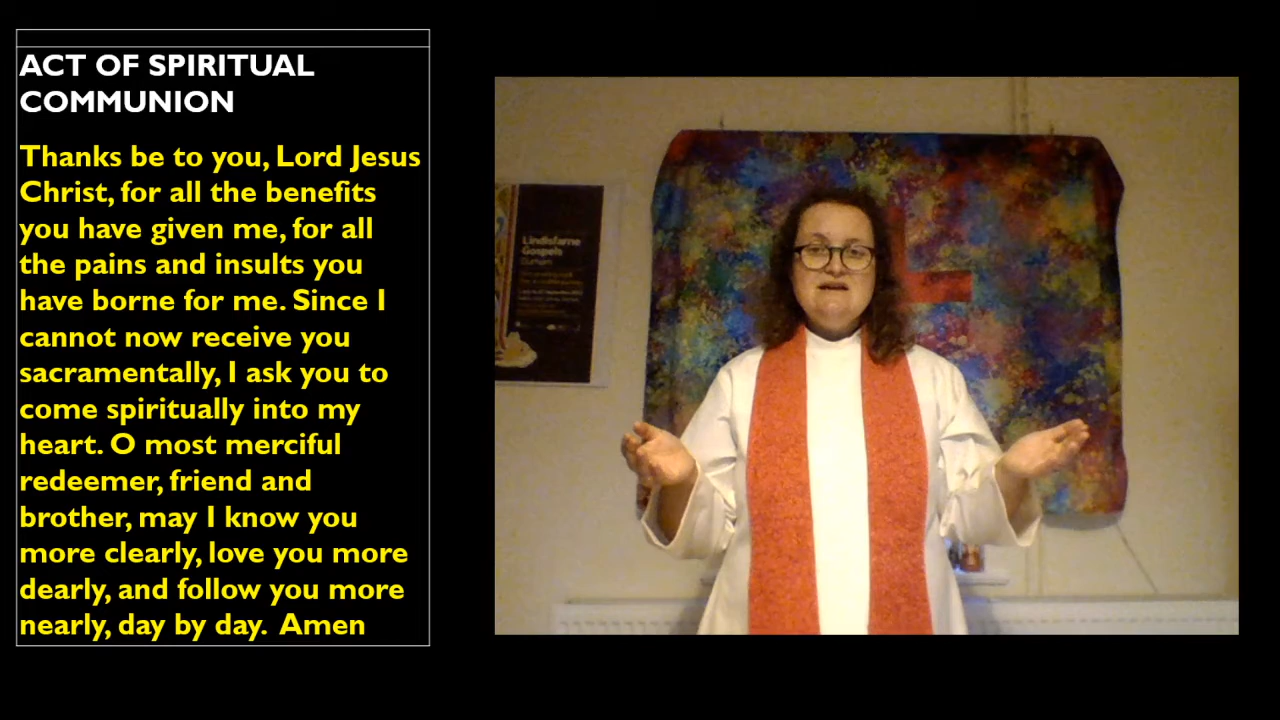 ACT OF SPIRITUAL
COMMUNION
Thanks be to you, Lord Jesus
Christ, for all the benefits
you have given me, for all
the pains and insults you
have borne for me. Since I
cannot now receive you
sacramentally, I ask you to
come spiritually into my
heart. O most merciful
redeemer, friend and
brother, may I know you
more clearly, love you more
dearly, and follow you more
nearly, day by day.  Amen
Lindisfarne
Gospels
Durham